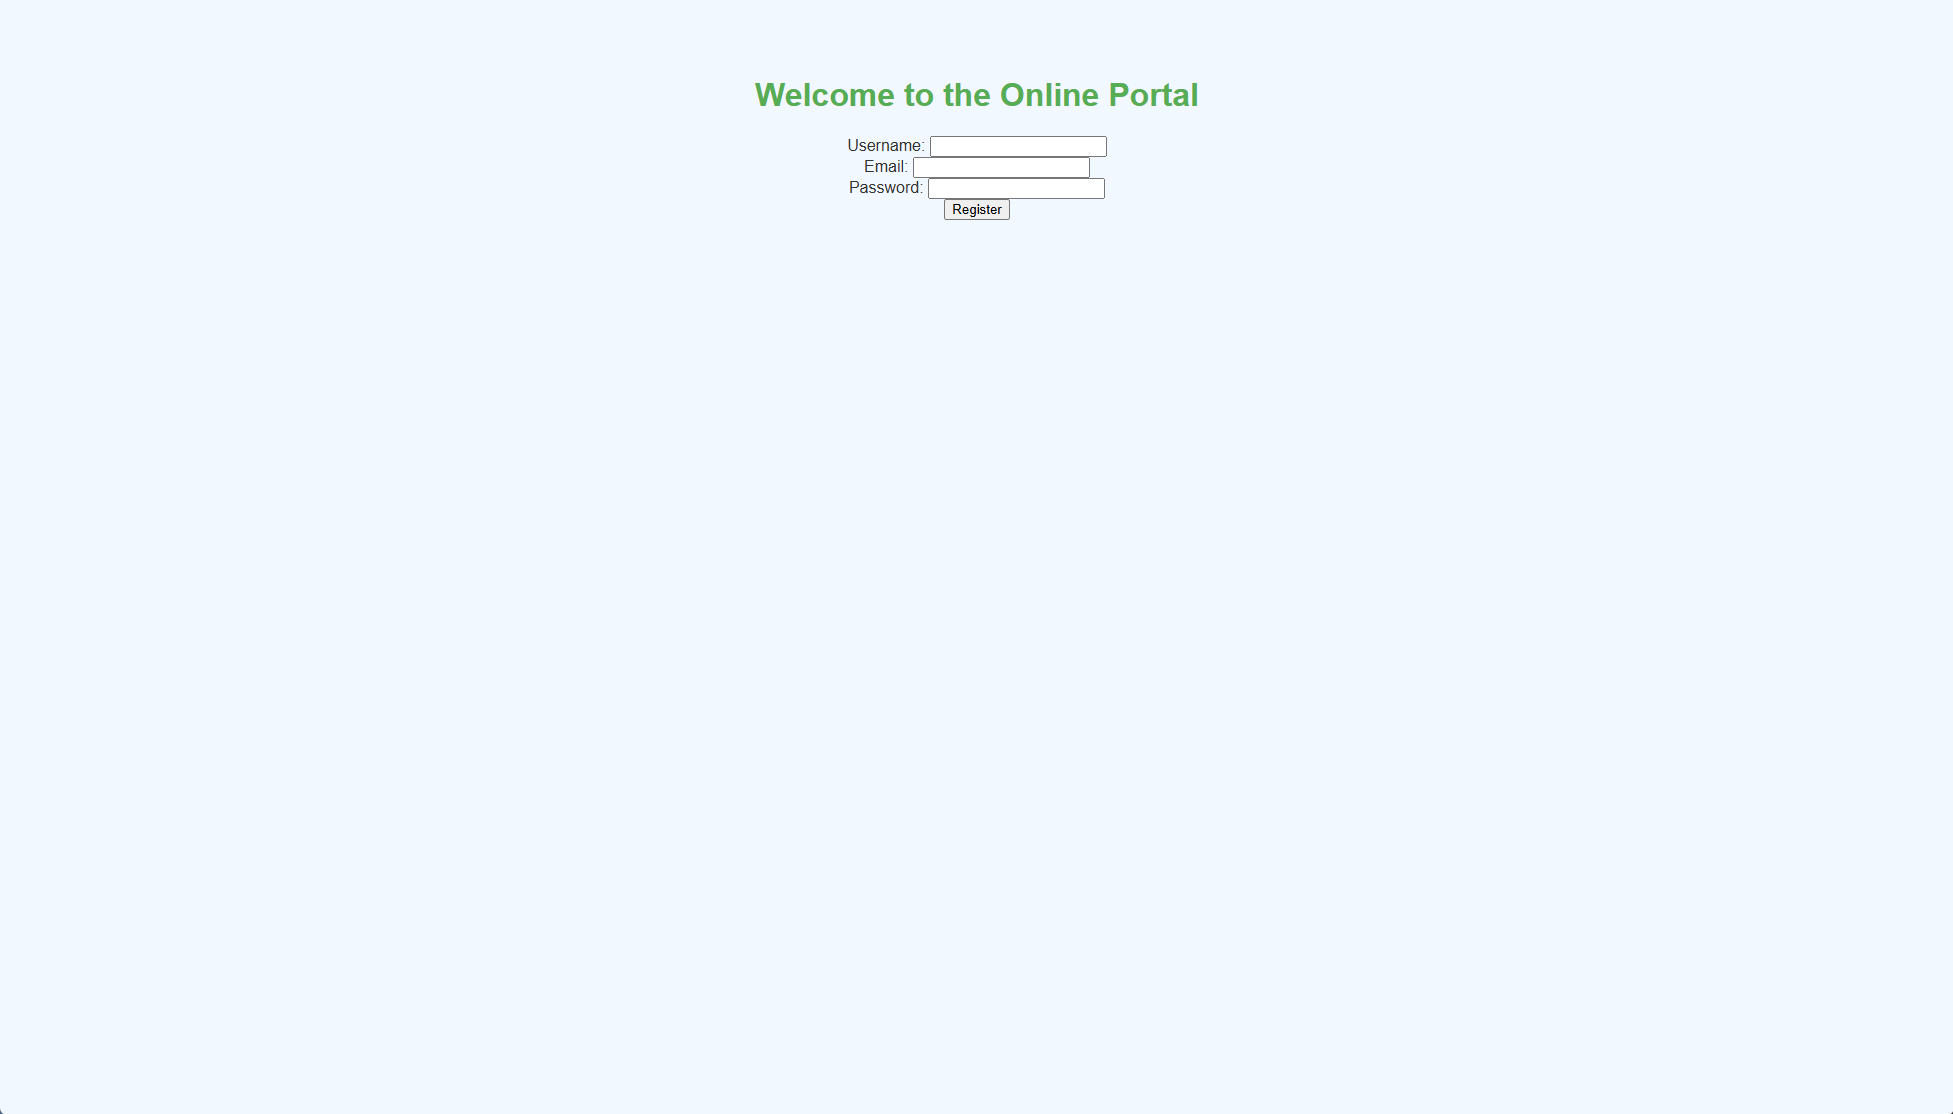 Welcome to the Online Portal
Username:
Email:
Password:
Register